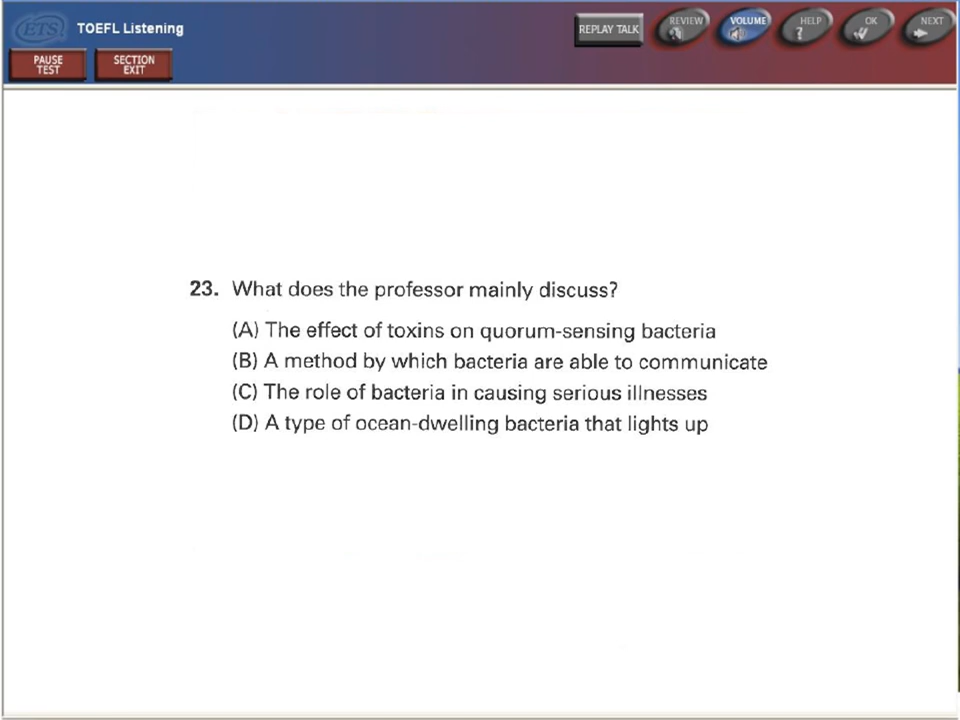 ETS TOEFL Listening
REPLAY TALK
REVIEW
VOLUME
HELP
?
OK
NEXT
PAUSE
TEST
SECTION
EXIT
23. What does the professor mainly discuss?
(A) The effect of toxins on quorum-sensing bacteria
(B) A method by which bacteria are able to communicate
(C) The role of bacteria in causing serious illnesses
(D) A type of ocean-dwelling bacteria that lights up